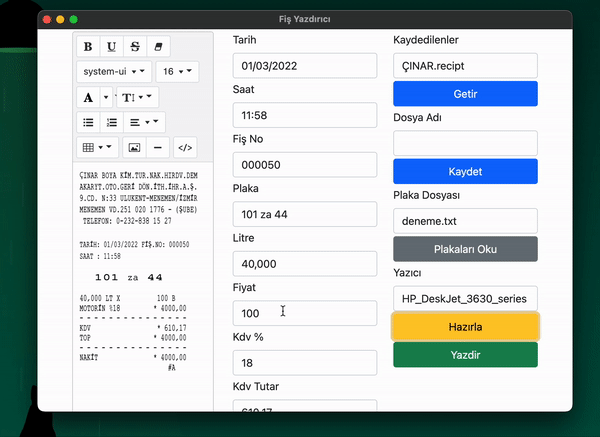 Fiş Yazdırıcı
B U S
system-ui
16
A
TI
</>
ÇINAR BOYA KİM.TUR.NAK.HIRDV.DEM
AKARYT.OTO.GERİ DÖN.İTH.İHR.A.Ş.
9.CD. N:33 ULUKENT-MENEMEN/İZMİR
MENEMEN VD.251 020 1776 - (ŞUBE)
TELEFON: 0-232-838 15 27
TARİH: 01/03/2022 FİŞ.NO: 000050
SAAT : 11:58
101 za 44
40,000 LT X 100 B
MOTORİN %18 * 4000,00
KDV * 610,17
TOP * 4000,00
NAKİT * 4000,00
#A
Tarih
01/03/2022
Saat
11:58
Fiş No
000050
Plaka
101 za 44
Litre
40,000
Fiyat
100
Kdv %
18
Kdv Tutar
610,17
Kaydedilenler
ÇINAR.recipt
Getir
Dosya Adı
Kaydet
Plaka Dosyası
deneme.txt
Plakaları Oku
Yazıcı
HP_DeskJet_3630_series
Hazırla
Yazdir